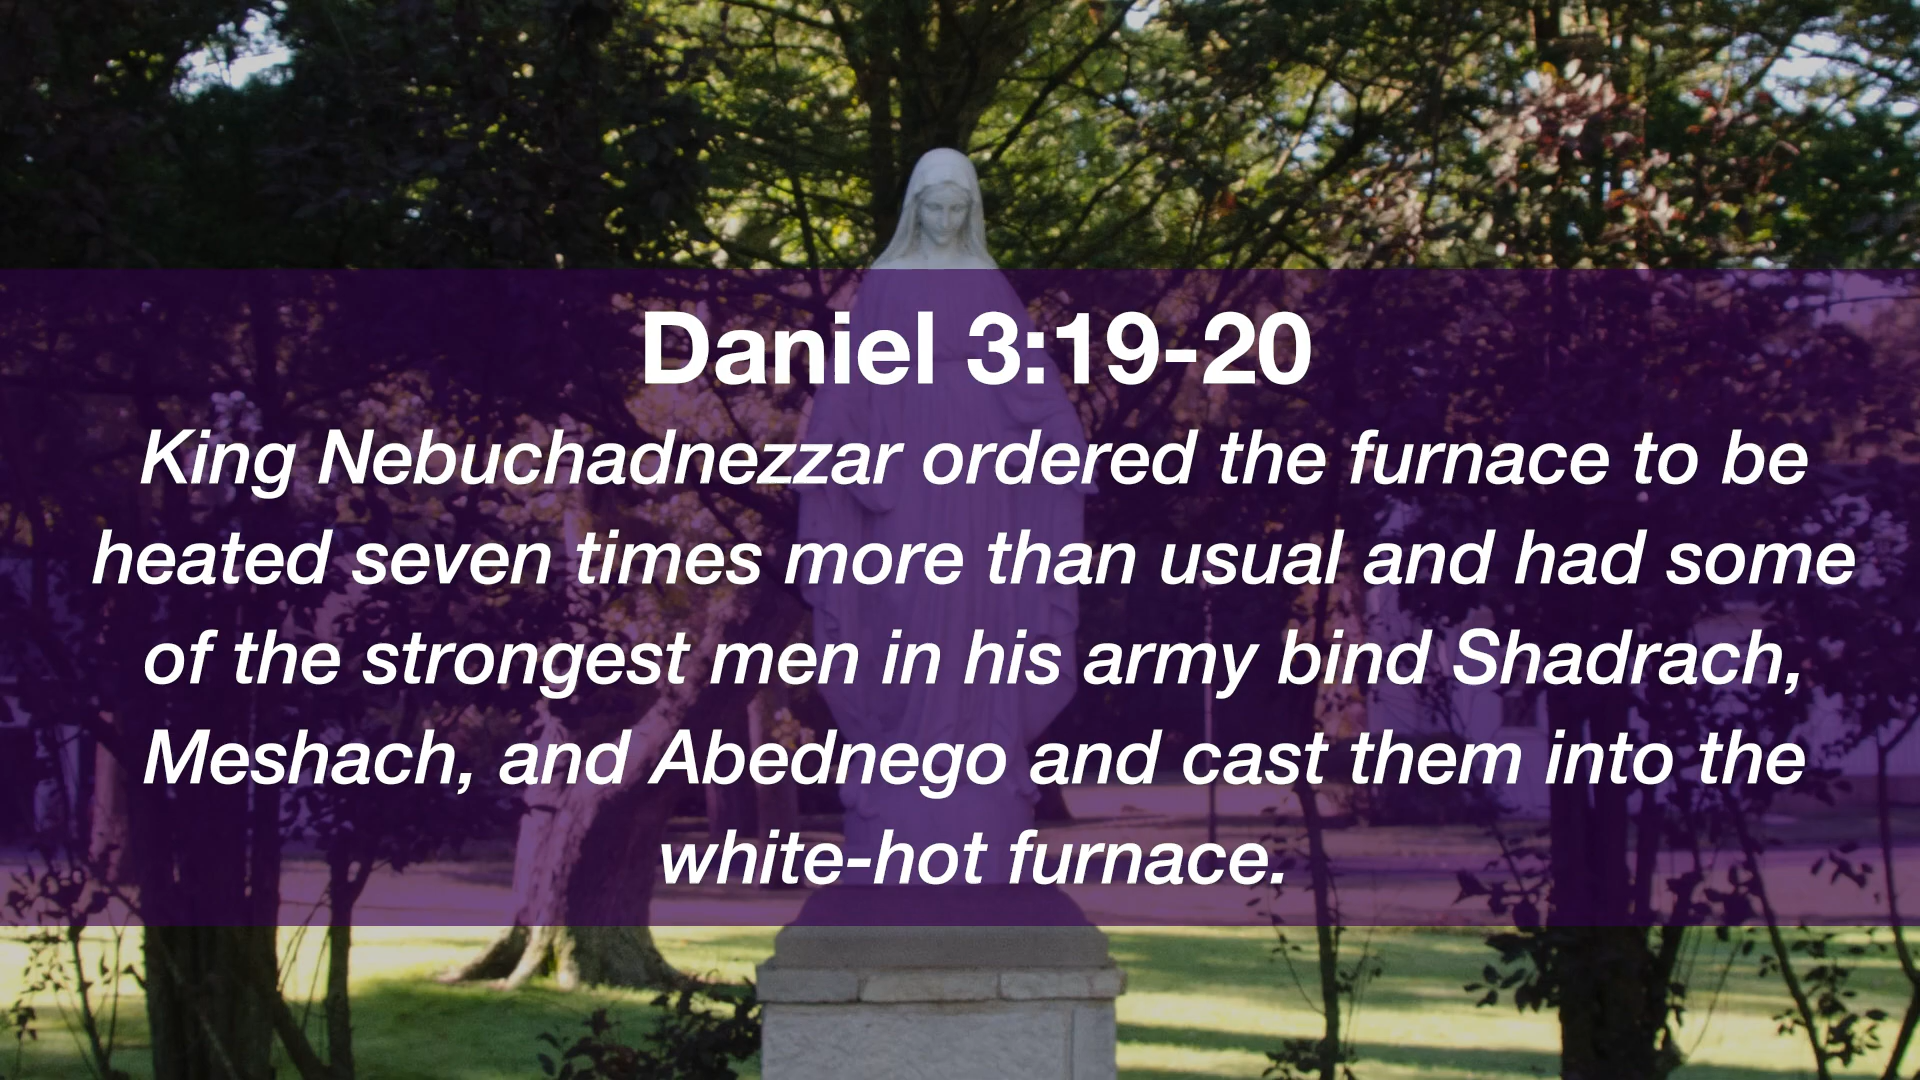 Daniel 3:19-20
King Nebuchadnezzar ordered the furnace to be
heated seven times more than usual and had some
of the strongest men in his army bind Shadrach,
Meshach, and Abednego and cast them into the
white-hot furnace.